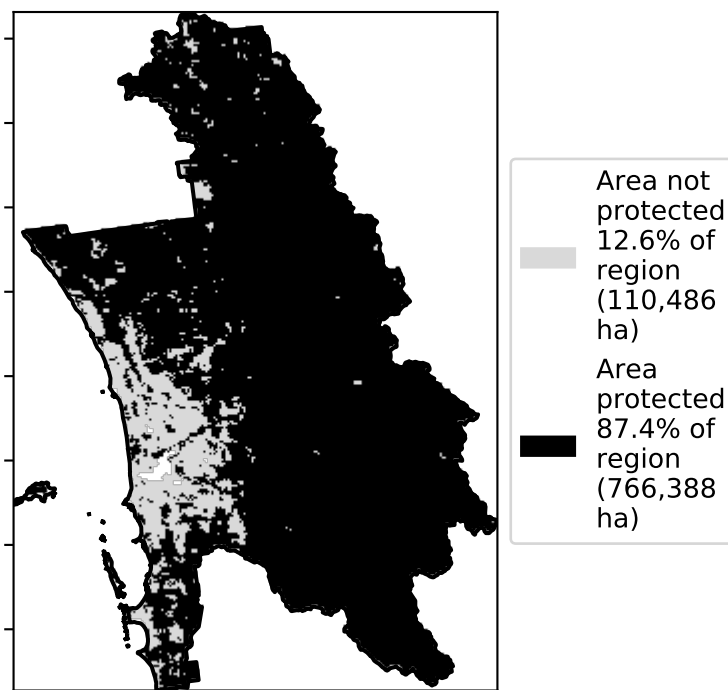 Area not
protected
12.6% of
region
(110,486
ha)
Area
protected
87.4% of
region
(766,388
ha)